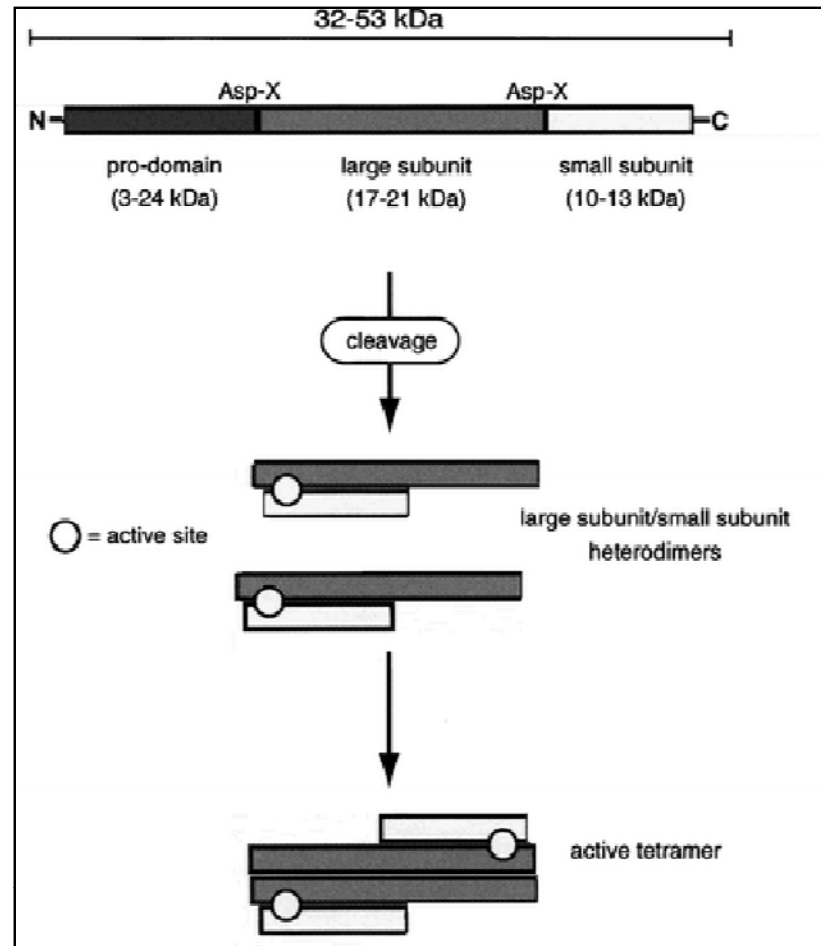 32-53 kDa
Asp-X Asp-X
N C
pro-domain large subunit small subunit
(3-24 kDa) (17-21 kDa) (10-13 kDa)
cleavage
= active site
large subunit/small subunit
heterodimers
active tetramer